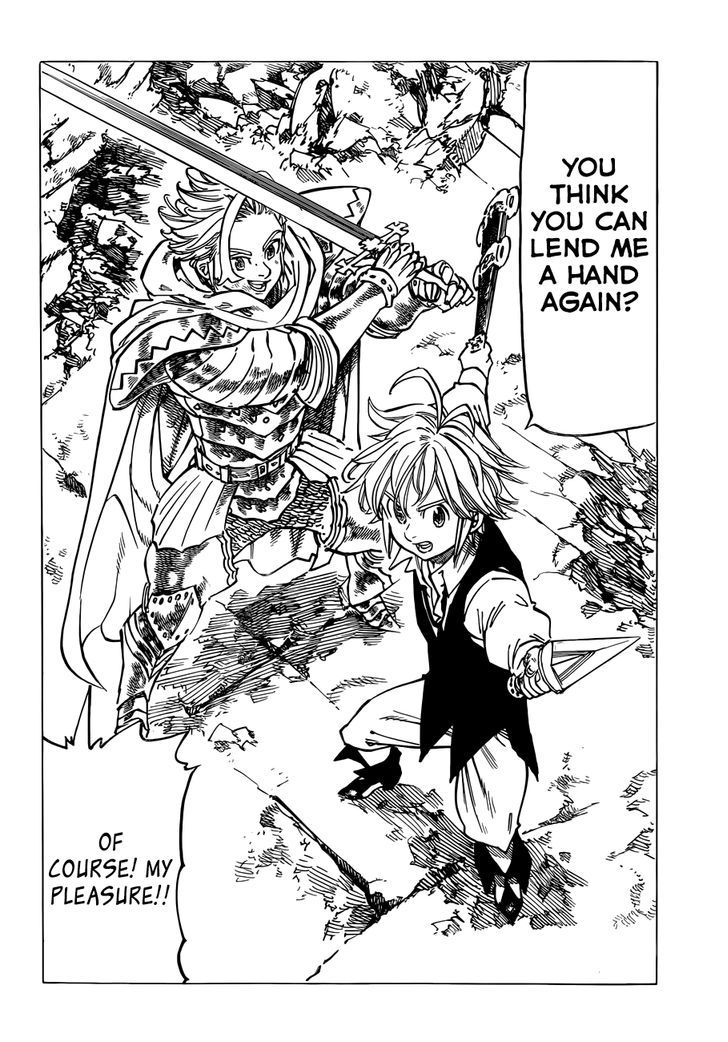 YOU
THINK
YOU CAN
LEND ME
A HAND
AGAIN?
OF
COURSE! MY
PLEASURE!!